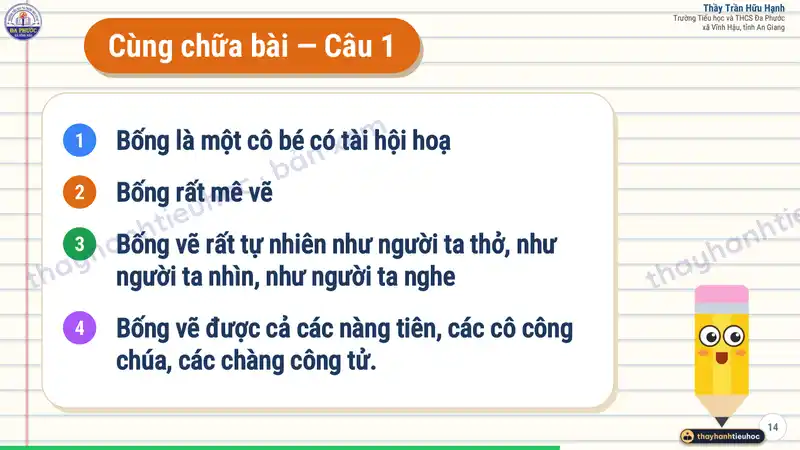 Thầy Trần Hữu Hạnh
Trường Tiểu học và THCS Đa Phước
xã Vĩnh Hậu, tỉnh An Giang
ĐA PHƯỚC
Cùng chữa bài – Câu 1
1 Bống là một cô bé có tài hội hoạ
2 Bống rất mê vẽ
3 Bống vẽ rất tự nhiên như người ta thở, như
người ta nhìn, như người ta nghe
4 Bống vẽ được cả các nàng tiên, các cô công
chúa, các chàng công tử.
14
thayhanhtieuhoc